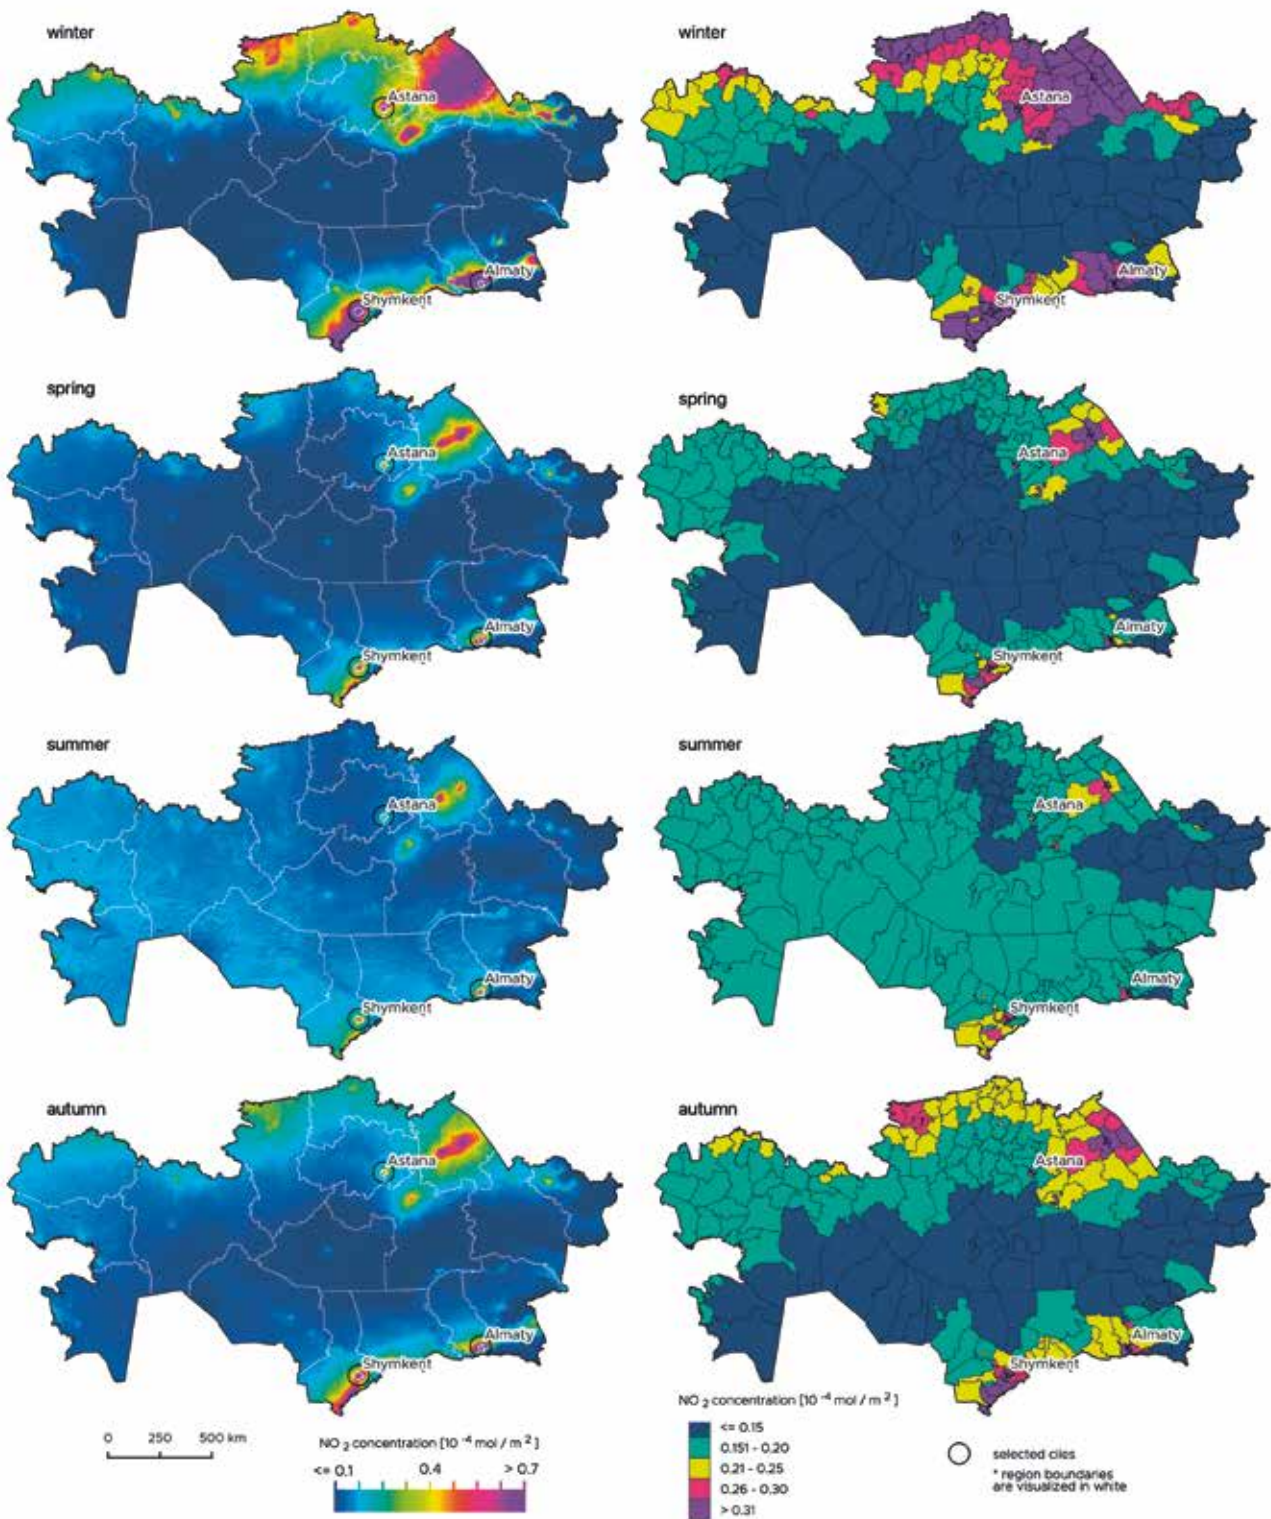 winter
winter
Astana
Astana
Almaty
Almaty
Shymkent
Shymkent
spring
spring
Astana
Astana
Almaty
Almaty
Shymkent
Shymkent
summer
summer
Astana
Astana
Almaty
Almaty
Shymkent
Shymkent
autumn
autumn
Astana
Astana
Almaty
Almaty
Shymkent
Shymkent
0 250 500 km
NO 2 concentration [10 -4 mol / m 2 ]
<= 0.1 0.4 > 0.7
NO 2 concentration [10 -4 mol / m 2 ]
<= 0.15
0.151 - 0.20
0.21 - 0.25
0.26 - 0.30
> 0.31
selected cites
* region boundaries
are visualized in white